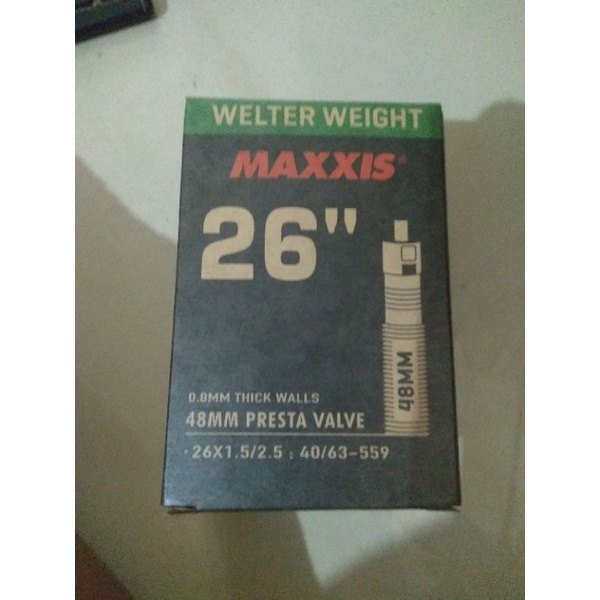 WELTER WEIGHT
MAXXIS®
26"
48MM
0.8MM THICK WALLS
48MM PRESTA VALVE
· 26X1.5/2.5 ; 40/63-559